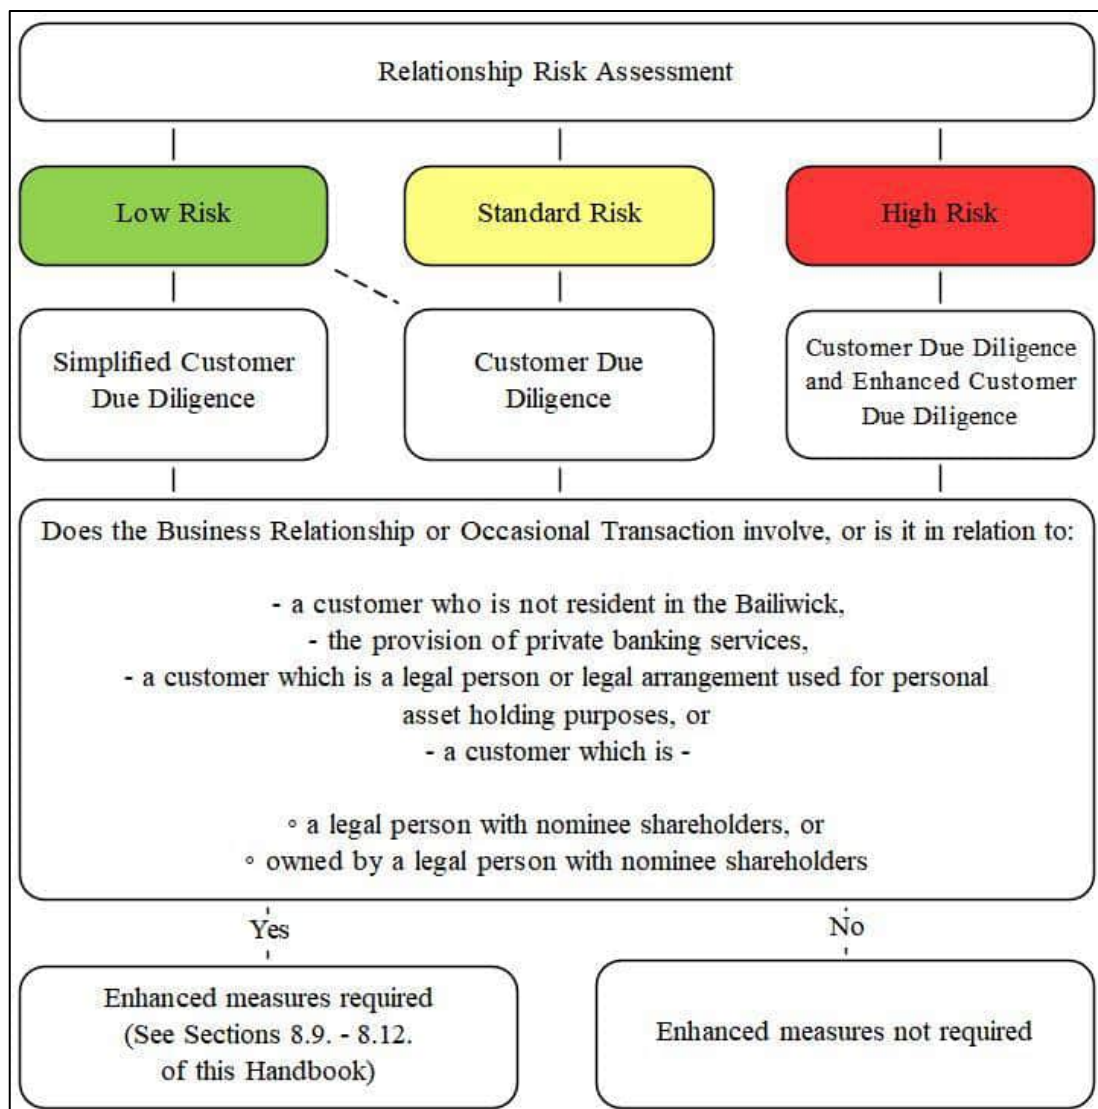 Relationship Risk Assessment
Low Risk
Standard Risk
High Risk
Simplified Customer
Due Diligence
Customer Due
Diligence
Customer Due Diligence
and Enhanced Customer
Due Diligence
Does the Business Relationship or Occasional Transaction involve, or is it in relation to:
- a customer who is not resident in the Bailiwick,
- the provision of private banking services,
- a customer which is a legal person or legal arrangement used for personal
asset holding purposes, or
- a customer which is -
◦ a legal person with nominee shareholders, or
◦ owned by a legal person with nominee shareholders
Yes
No
Enhanced measures required
(See Sections 8.9. - 8.12.
of this Handbook)
Enhanced measures not required